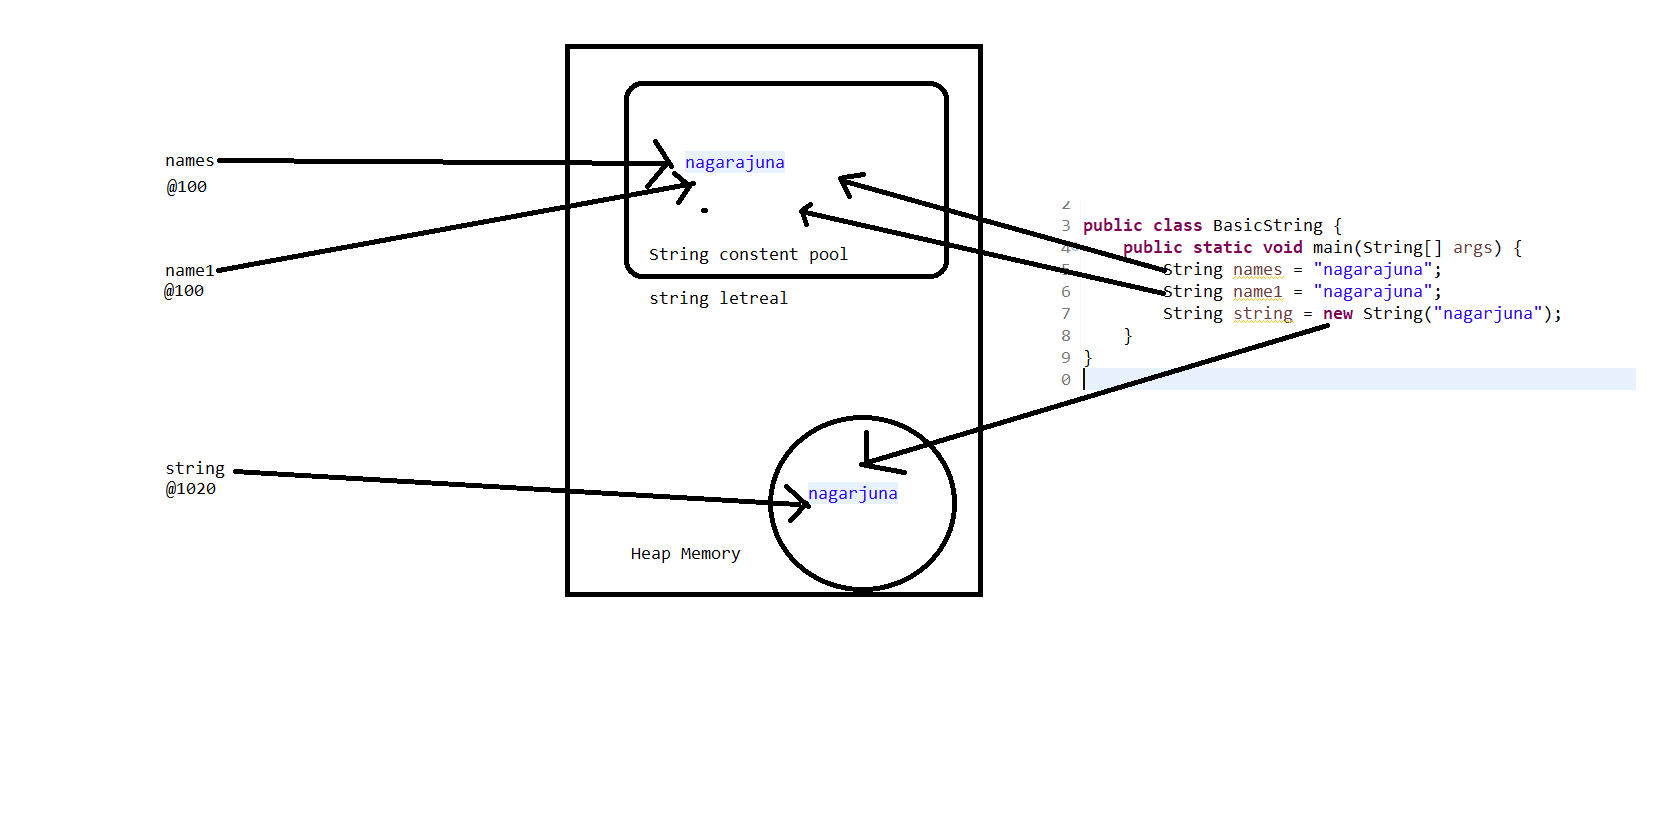 names
@100
name1
@100
string
@1020
nagarajuna
String constent pool
string letreal
nagarjuna
Heap Memory
2
3 public class BasicString {
4 public static void main(String[] args) {
5 String names = "nagarajuna";
6 String name1 = "nagarajuna";
7 String string = new String("nagarjuna");
8 }
9 }
0